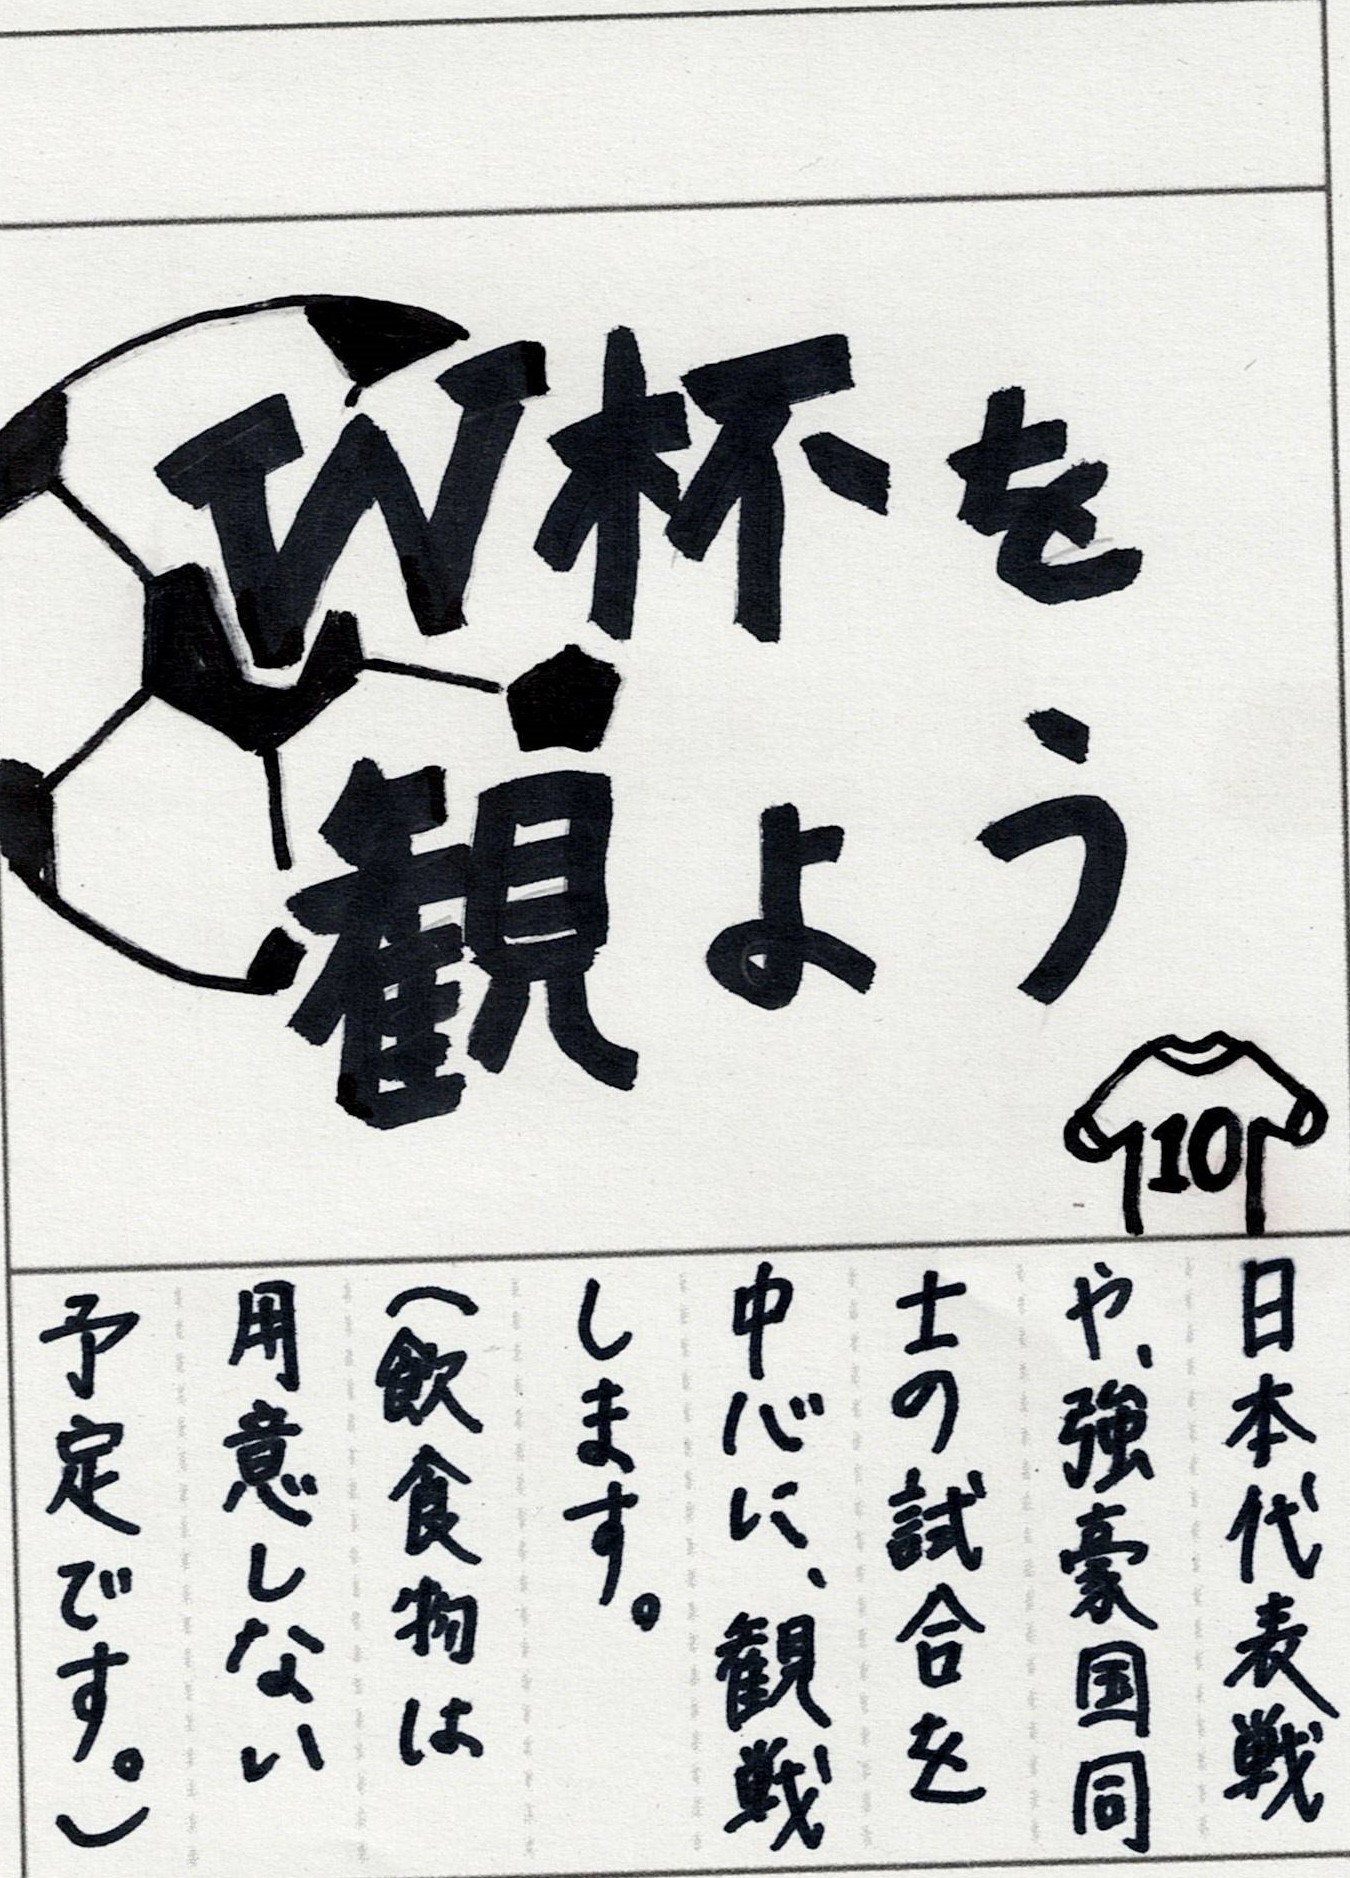 W杯を
観よう
10
日本代表戦
や、強豪国同
士の試合を
中心に、観戦
します。
（飲食物は
用意しない
予定です。）